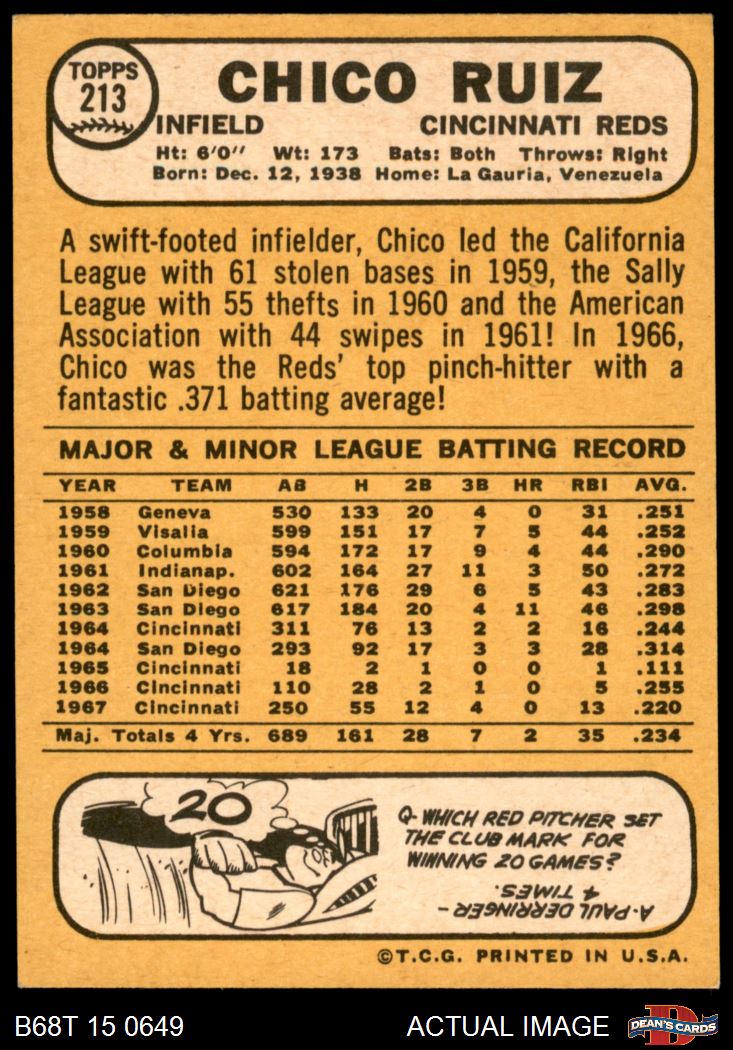 TOPPS
213
CHICO RUIZ
INFIELD CINCINNATI REDS
Ht: 6'0" Wt: 173 Bats: Both Throws: Right
Born: Dec. 12, 1938 Home: La Gauria, Venezuela
A swift-footed infielder, Chico led the California
League with 61 stolen bases in 1959, the Sally
League with 55 thefts in 1960 and the American
Association with 44 swipes in 1961! In 1966,
Chico was the Reds' top pinch-hitter with a
fantastic .371 batting average!
MAJOR & MINOR LEAGUE BATTING RECORD
YEAR TEAM AB H 2B 3B HR RBI AVG.
1958 Geneva 530 133 20 4 0 31 .251
1959 Visalia 599 151 17 7 5 44 .252
1960 Columbia 594 172 17 9 4 44 .290
1961 Indianap. 602 164 27 11 3 50 .272
1962 San Diego 621 176 29 6 5 43 .283
1963 San Diego 617 184 20 4 11 46 .298
1964 Cincinnati 311 76 13 2 2 16 .244
1964 San Diego 293 92 17 3 3 28 .314
1965 Cincinnati 18 2 1 0 0 1 .111
1966 Cincinnati 110 28 2 1 0 5 .255
1967 Cincinnati 250 55 12 4 0 13 .220
Maj. Totals 4 Yrs. 689 161 28 7 2 35 .234
20
Q- WHICH RED PITCHER SET
THE CLUB MARK FOR
WINNING 20 GAMES?
A- PAUL DERRINGER –
4 TIMES.
©T.C.G. PRINTED IN U.S.A.
B68T 15 0649 ACTUAL IMAGE
D
DEAN'S CARDS